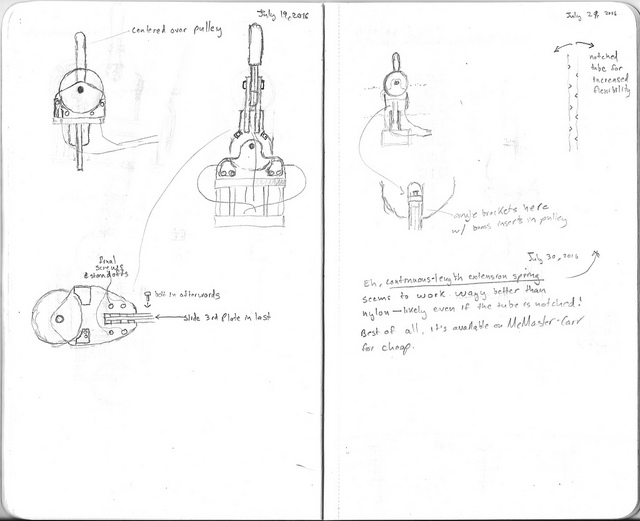 July 19, 2016
centered over pulley
final
screws
& standoffs
bolt in afterwards
slide 3rd plate in last
July 29, 2016
notched
tube for
increased
flexibility
angle brackets here
w/ brass inserts in pulley
July 30, 2016
Eh, continuous-length extension spring
seems to work. Wayy better than
nylon—likely even if the tube is notched!
Best of all, it's available on McMaster-Carr
for cheap.